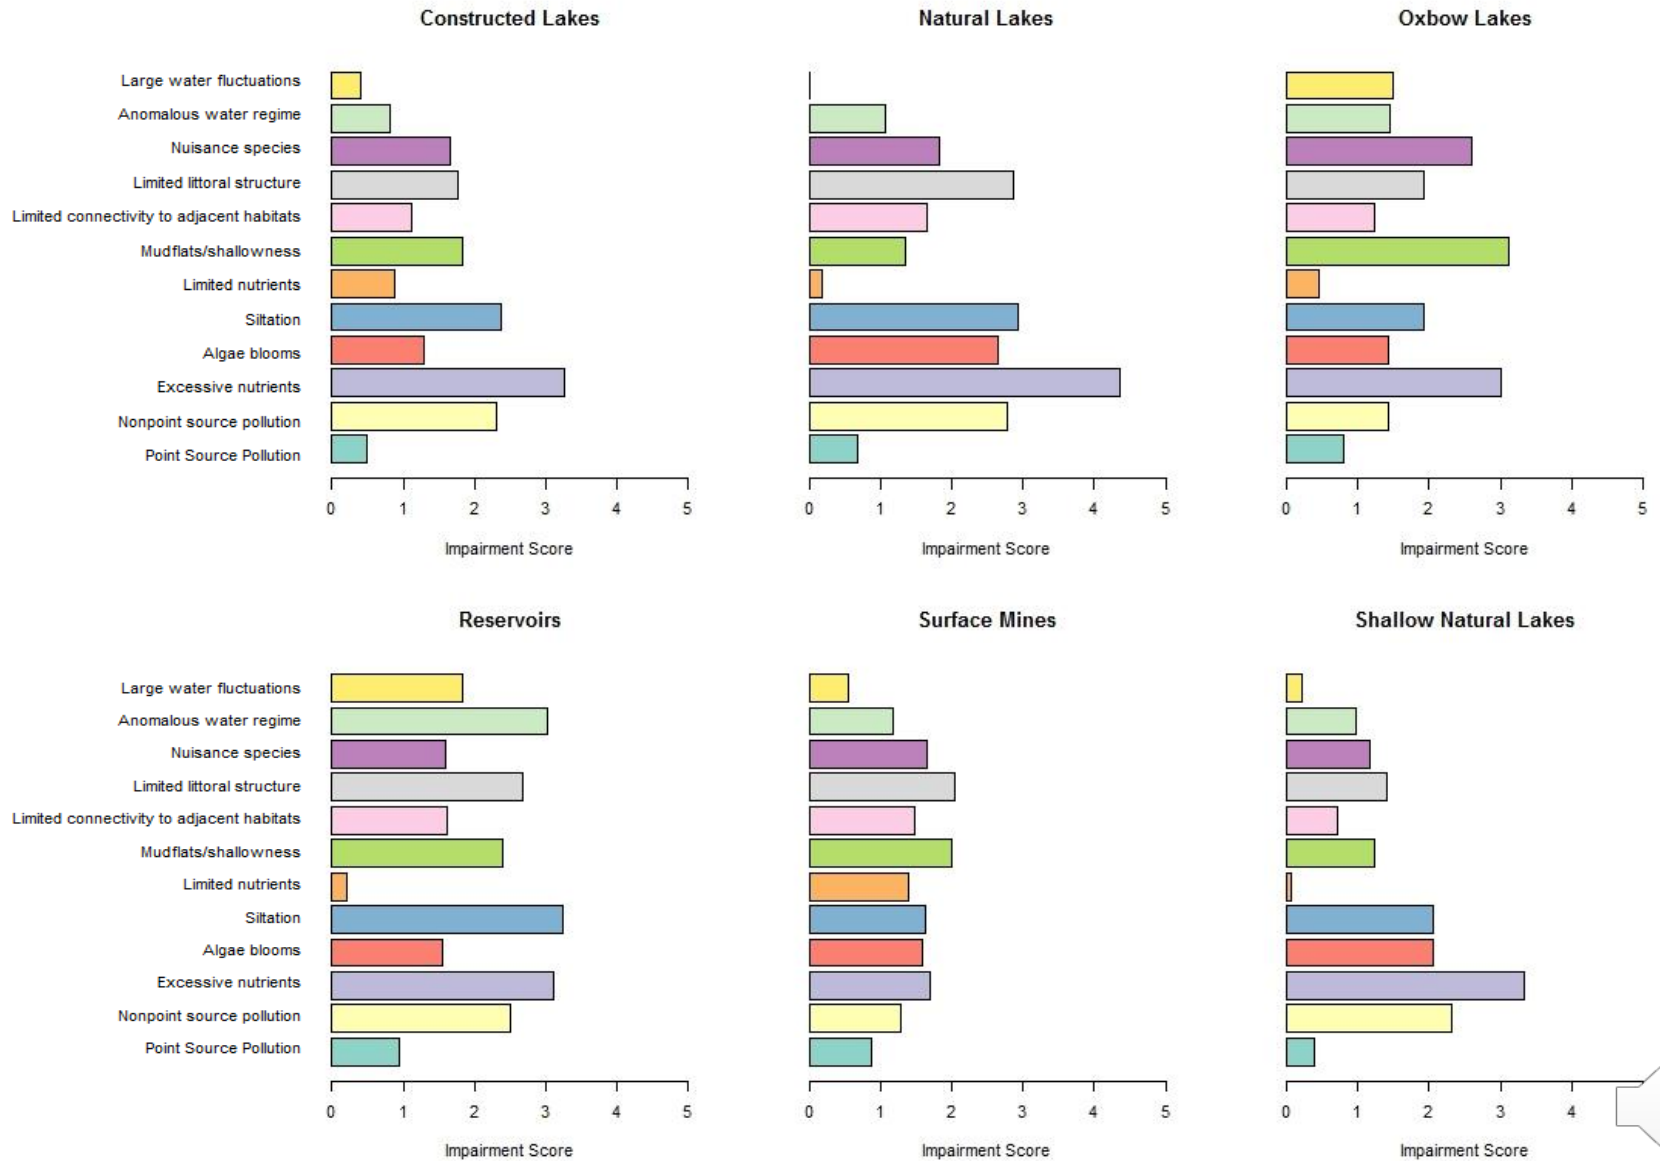 Constructed Lakes
Natural Lakes
Oxbow Lakes
Large water fluctuations
Anomalous water regime
Nuisance species
Limited littoral structure
Limited connectivity to adjacent habitats
Mudflats/shallowness
Limited nutrients
Siltation
Algae blooms
Excessive nutrients
Nonpoint source pollution
Point Source Pollution
0 1 2 3 4 5
0 1 2 3 4 5
0 1 2 3 4 5
Impairment Score
Impairment Score
Impairment Score
Reservoirs
Surface Mines
Shallow Natural Lakes
Large water fluctuations
Anomalous water regime
Nuisance species
Limited littoral structure
Limited connectivity to adjacent habitats
Mudflats/shallowness
Limited nutrients
Siltation
Algae blooms
Excessive nutrients
Nonpoint source pollution
Point Source Pollution
0 1 2 3 4 5
0 1 2 3 4 5
0 1 2 3 4
Impairment Score
Impairment Score
Impairment Score